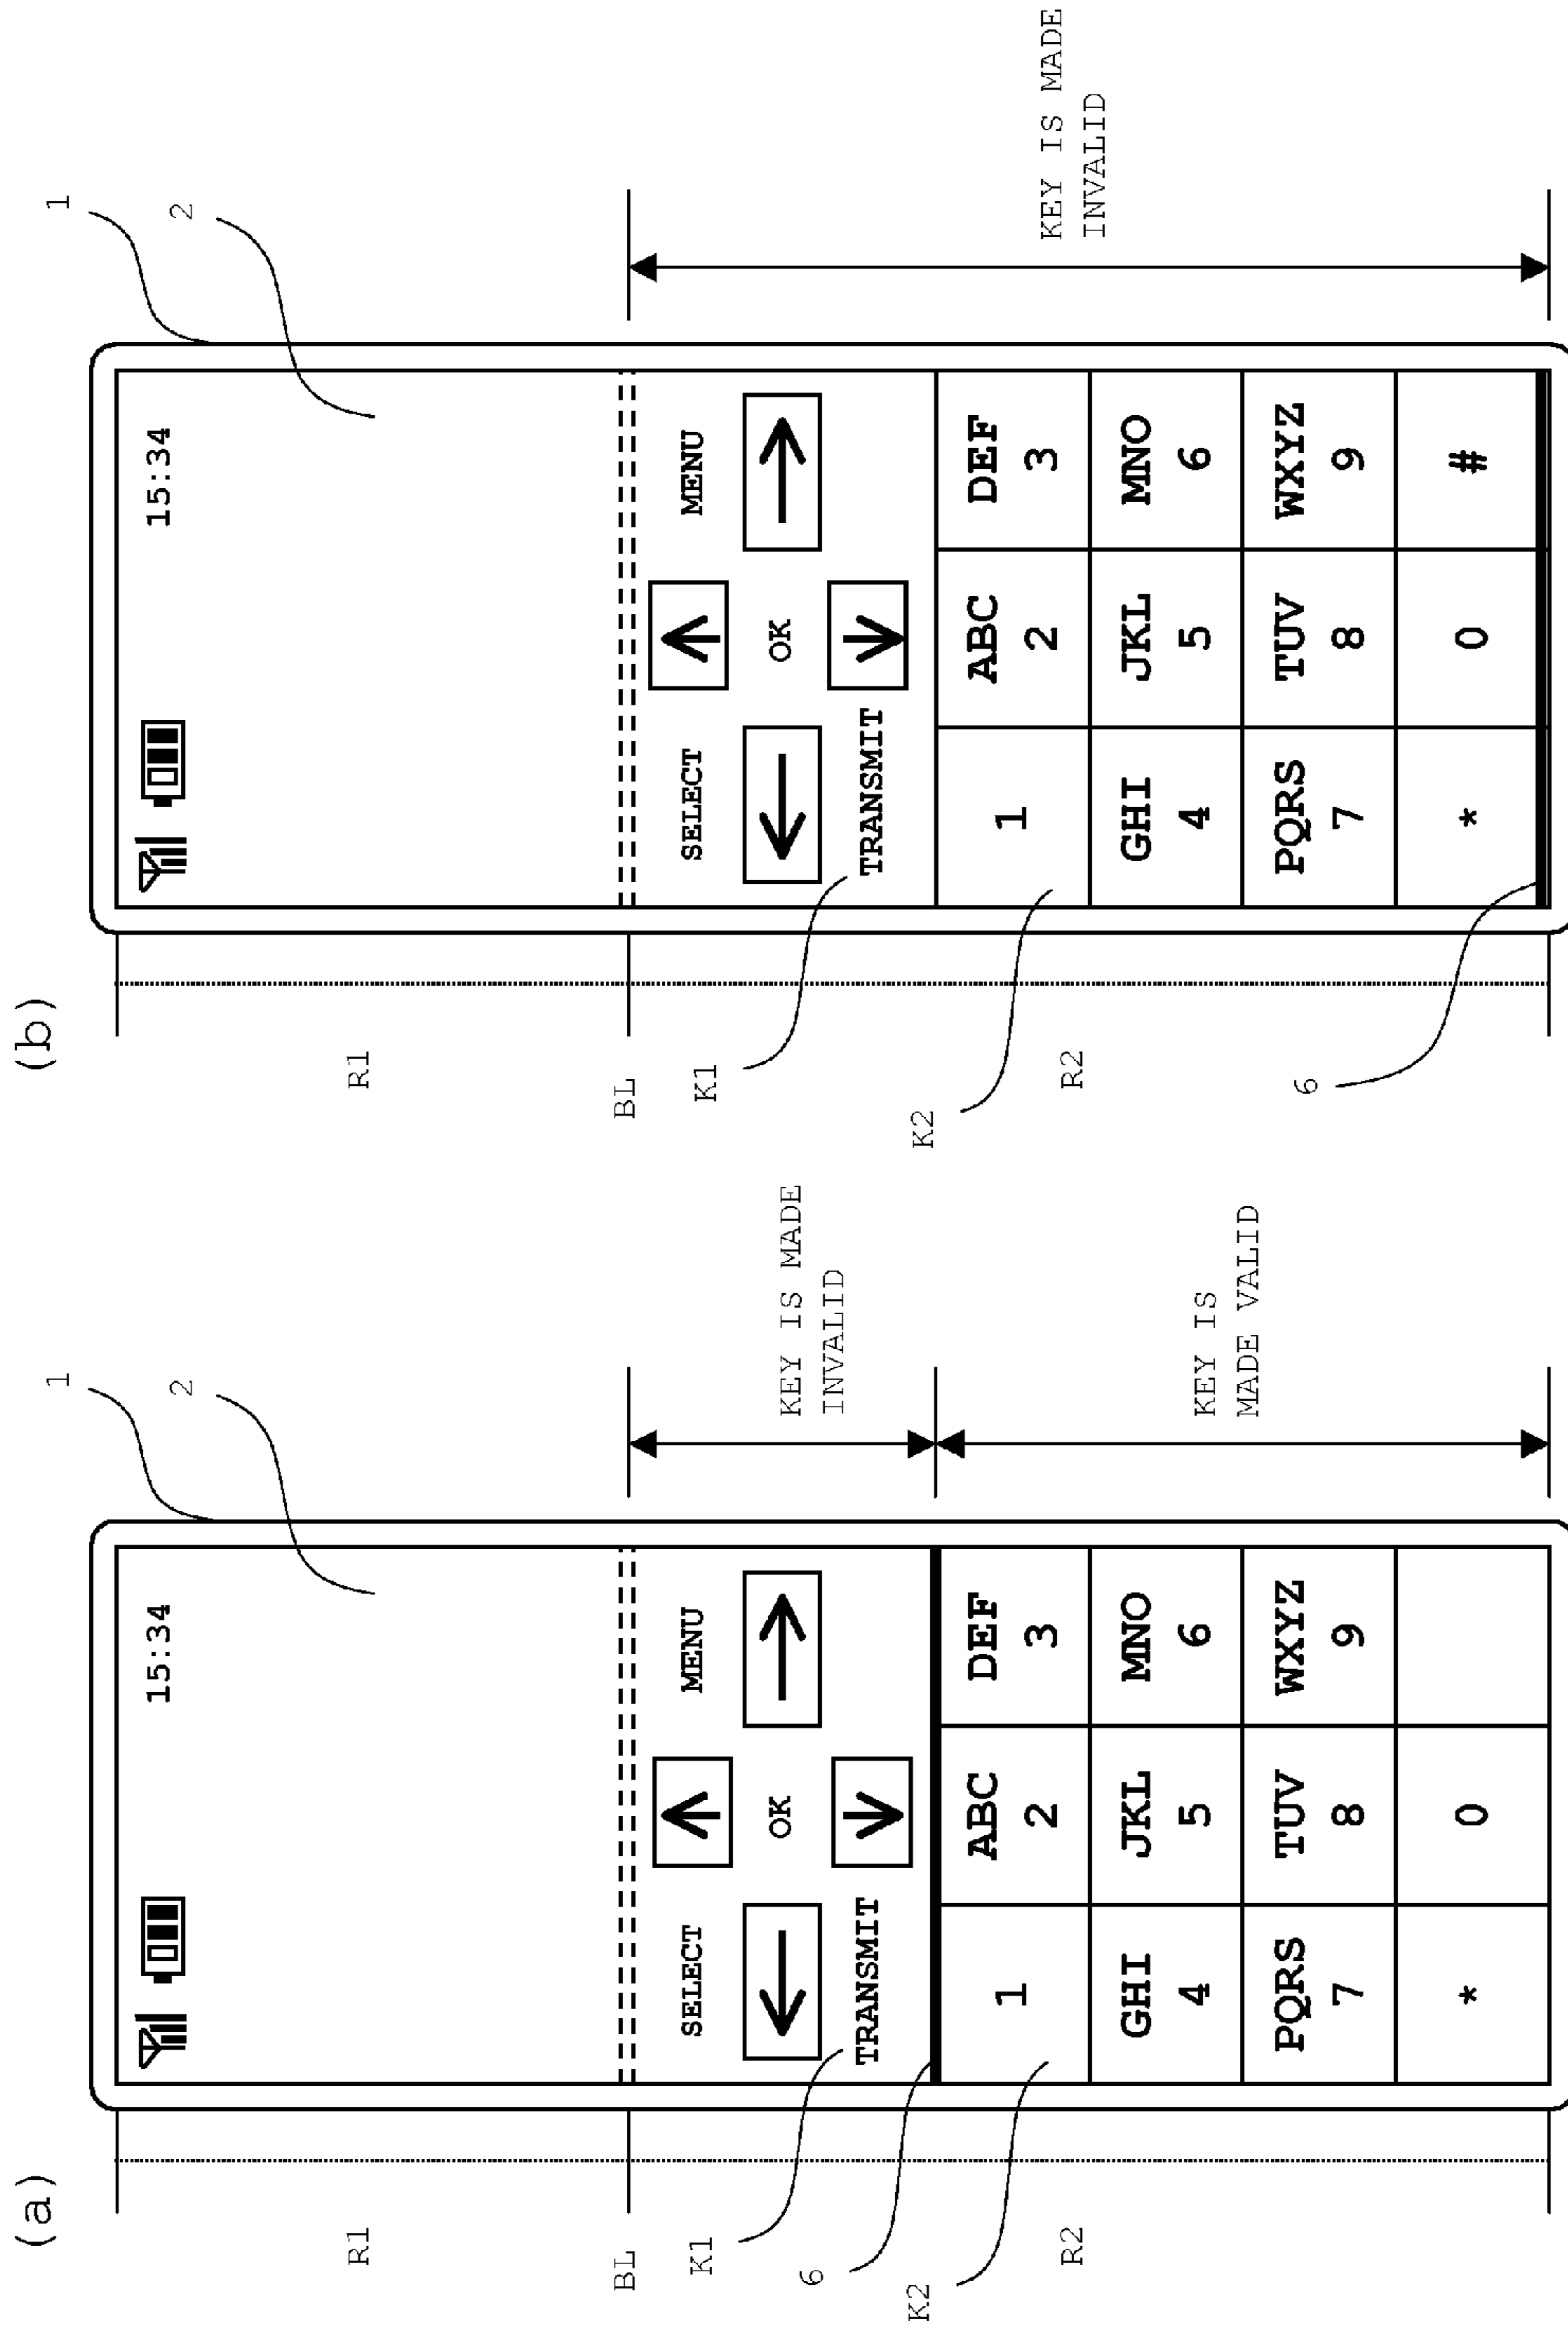 (a)
1
2
15:34
R1
BL
SELECT
MENU
K1
OK
KEY IS MADE
INVALID
6
TRANSMIT
K2
1
ABC
2
DEF
3
R2
GHI
4
JKL
5
MNO
6
KEY IS
MADE VALID
PQRS
7
TUV
8
WXYZ
9
*
0
(b)
1
2
15:34
R1
BL
SELECT
MENU
K1
OK
TRANSMIT
K2
1
ABC
2
DEF
3
KEY IS MADE
INVALID
R2
GHI
4
JKL
5
MNO
6
PQRS
7
TUV
8
WXYZ
9
6
*
0
#